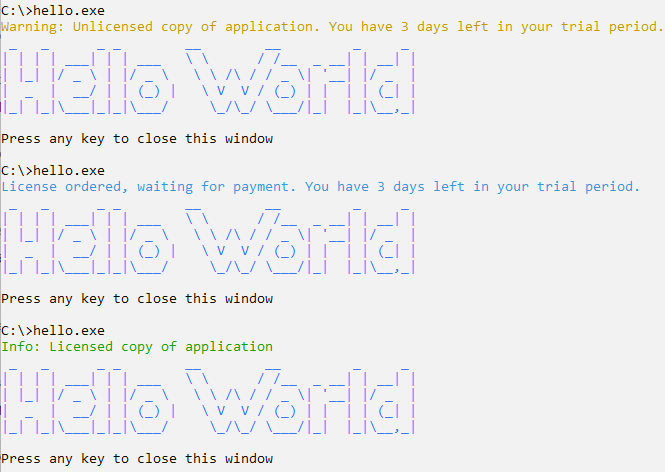 C:\>hello.exe
Warning: Unlicensed copy of application. You have 3 days left in your trial period.
Hello World
Press any key to close this window
C:\>hello.exe
License ordered, waiting for payment. You have 3 days left in your trial period.
Hello World
Press any key to close this window
C:\>hello.exe
Info: Licensed copy of application
Hello World
Press any key to close this window